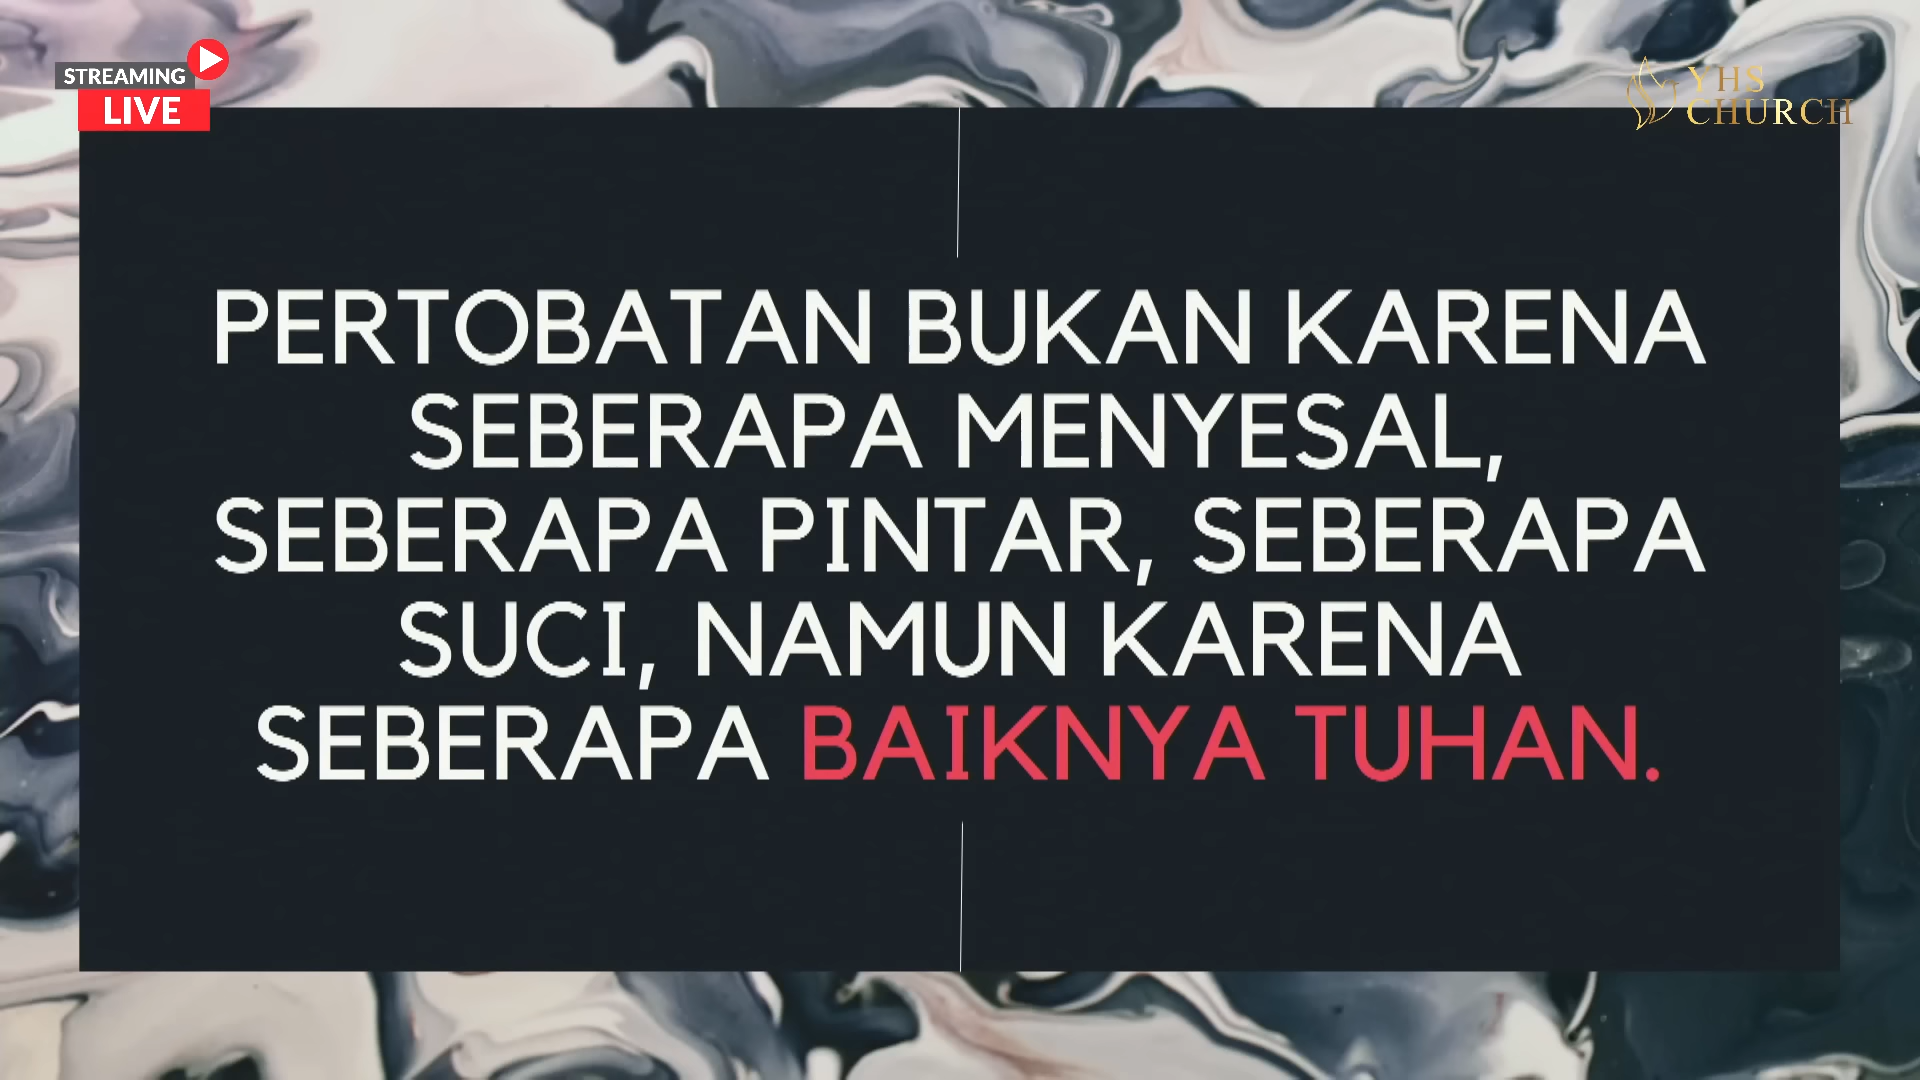 STREAMING
LIVE
YHS
CHURCH
PERTOBATAN BUKAN KARENA
SEBERAPA MENYESAL,
SEBERAPA PINTAR, SEBERAPA
SUCI, NAMUN KARENA
SEBERAPA BAIKNYA TUHAN.